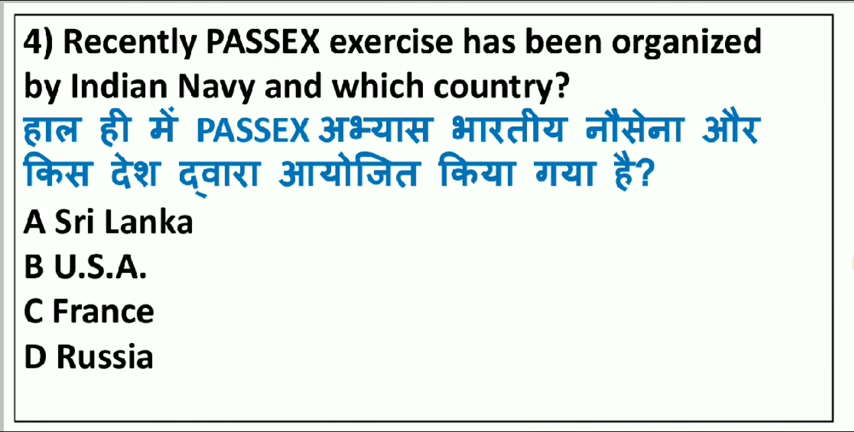 4) Recently PASSEX exercise has been organized
by Indian Navy and which country?
हाल ही में PASSEX अभ्यास भारतीय नौसेना और
किस देश द्वारा आयोजित किया गया है?
A Sri Lanka
B U.S.A.
C France
D Russia